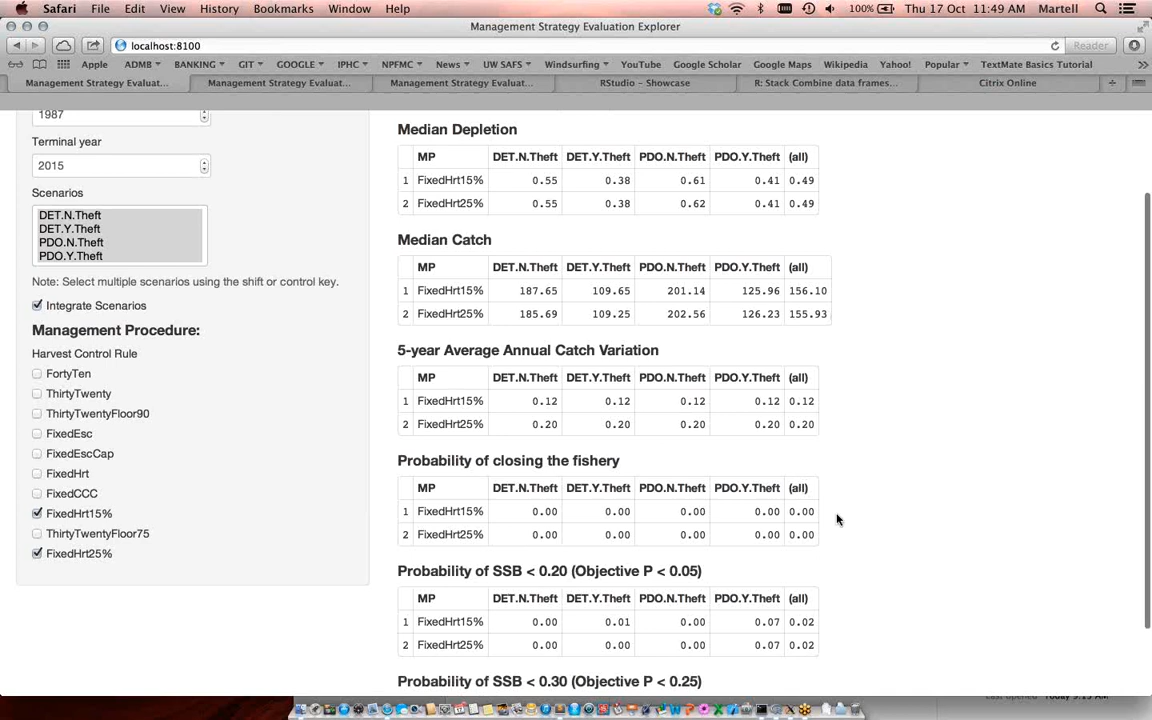 Safari File Edit View History Bookmarks Window Help 100% Thu 17 Oct 11:49 AM Martell
Management Strategy Evaluation Explorer
localhost:8100 Reader
Apple ADMB BANKING GIT GOOGLE IPHC NPFMC News UW SAFS Windsurfing YouTube Google Scholar Google Maps Wikipedia Yahoo! Popular TextMate Basics Tutorial
Management Strategy Evaluat... Management Strategy Evaluat... Management Strategy Evaluat... RStudio - Showcase R: Stack Combine data frames... Citrix Online
1987
Terminal year
2015
Scenarios
DET.N.Theft
DET.Y.Theft
PDO.N.Theft
PDO.Y.Theft
Note: Select multiple scenarios using the shift or control key.
Integrate Scenarios
Management Procedure:
Harvest Control Rule
FortyTen
ThirtyTwenty
ThirtyTwentyFloor90
FixedEsc
FixedEscCap
FixedHrt
FixedCCC
FixedHrt15%
ThirtyTwentyFloor75
FixedHrt25%
Median Depletion
MP DET.N.Theft DET.Y.Theft PDO.N.Theft PDO.Y.Theft (all)
1 FixedHrt15% 0.55 0.38 0.61 0.41 0.49
2 FixedHrt25% 0.55 0.38 0.62 0.41 0.49
Median Catch
MP DET.N.Theft DET.Y.Theft PDO.N.Theft PDO.Y.Theft (all)
1 FixedHrt15% 187.65 109.65 201.14 125.96 156.10
2 FixedHrt25% 185.69 109.25 202.56 126.23 155.93
5-year Average Annual Catch Variation
MP DET.N.Theft DET.Y.Theft PDO.N.Theft PDO.Y.Theft (all)
1 FixedHrt15% 0.12 0.12 0.12 0.12 0.12
2 FixedHrt25% 0.20 0.20 0.20 0.20 0.20
Probability of closing the fishery
MP DET.N.Theft DET.Y.Theft PDO.N.Theft PDO.Y.Theft (all)
1 FixedHrt15% 0.00 0.00 0.00 0.00 0.00
2 FixedHrt25% 0.00 0.00 0.00 0.00 0.00
Probability of SSB < 0.20 (Objective P < 0.05)
MP DET.N.Theft DET.Y.Theft PDO.N.Theft PDO.Y.Theft (all)
1 FixedHrt15% 0.00 0.01 0.00 0.07 0.02
2 FixedHrt25% 0.00 0.00 0.00 0.07 0.02
Probability of SSB < 0.30 (Objective P < 0.25)